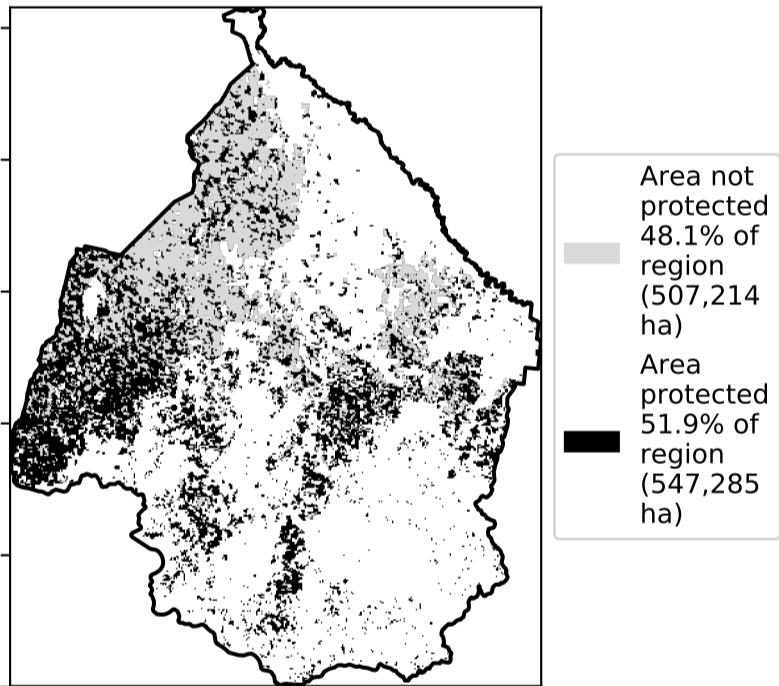 Area not
protected
48.1% of
region
(507,214
ha)
Area
protected
51.9% of
region
(547,285
ha)